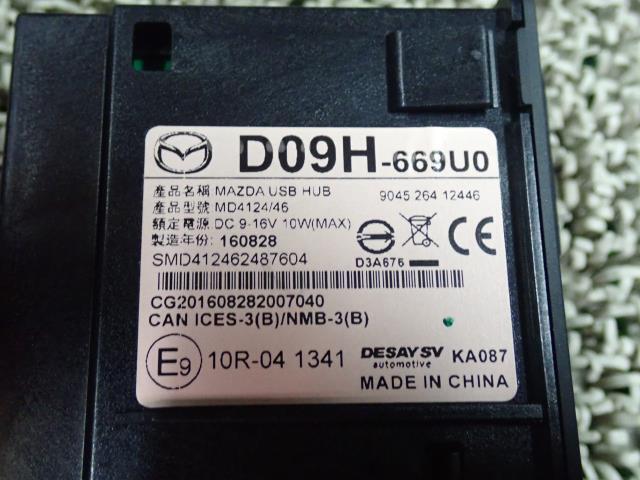 D09H-669U0
產品名稱 MAZDA USB HUB 9045 264 12446
產品型號 MD4124/46
額定電源 DC 9-16V 10W(MAX)
製造年份: 160828
SMD412462487604 D3A676
CG201608282007040
CAN ICES-3(B)/NMB-3(B)
E9 10R-04 1341 DESAY SV automotive KA087
MADE IN CHINA